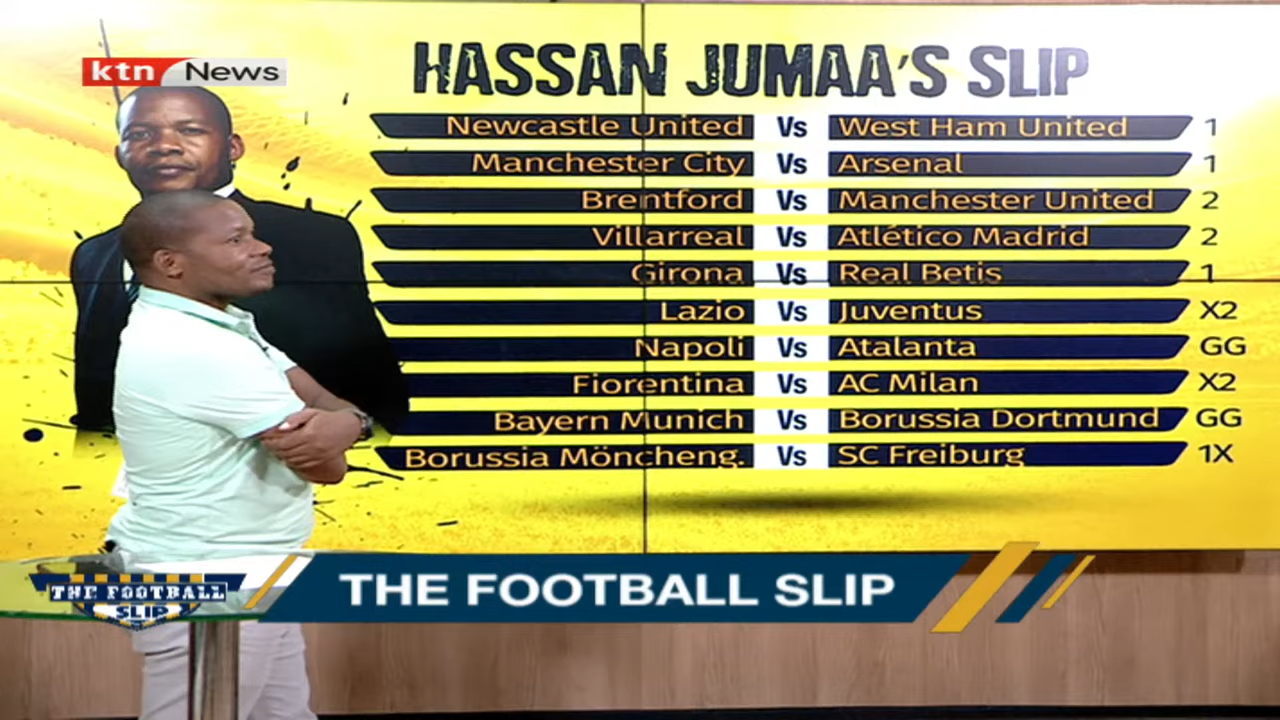 ktn News
HASSAN JUMAA'S SLIP
Newcastle United Vs West Ham United 1
Manchester City Vs Arsenal 1
Brentford Vs Manchester United 2
Villarreal Vs Atlético Madrid 2
Girona Vs Real Betis 1
Lazio Vs Juventus X2
Napoli Vs Atalanta GG
Fiorentina Vs AC Milan X2
Bayern Munich Vs Borussia Dortmund GG
Borussia Möncheng. Vs SC Freiburg 1X
THE FOOTBALL SLIP
THE FOOTBALL
SLIP